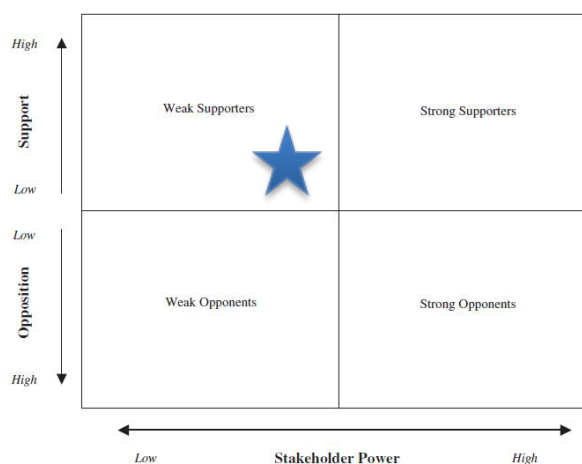 High
Support
Low
Weak Supporters
Strong Supporters
Low
Opposition
High
Weak Opponents
Strong Opponents
Low
Stakeholder Power
High